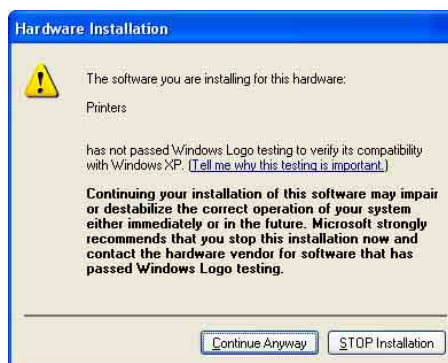 Hardware Installation
The software you are installing for this hardware:
Printers
has not passed Windows Logo testing to verify its compatibility
with Windows XP. (Tell me why this testing is important.)
Continuing your installation of this software may impair
or destabilize the correct operation of your system
either immediately or in the future. Microsoft strongly
recommends that you stop this installation now and
contact the hardware vendor for software that has
passed Windows Logo testing.
Continue Anyway
STOP Installation